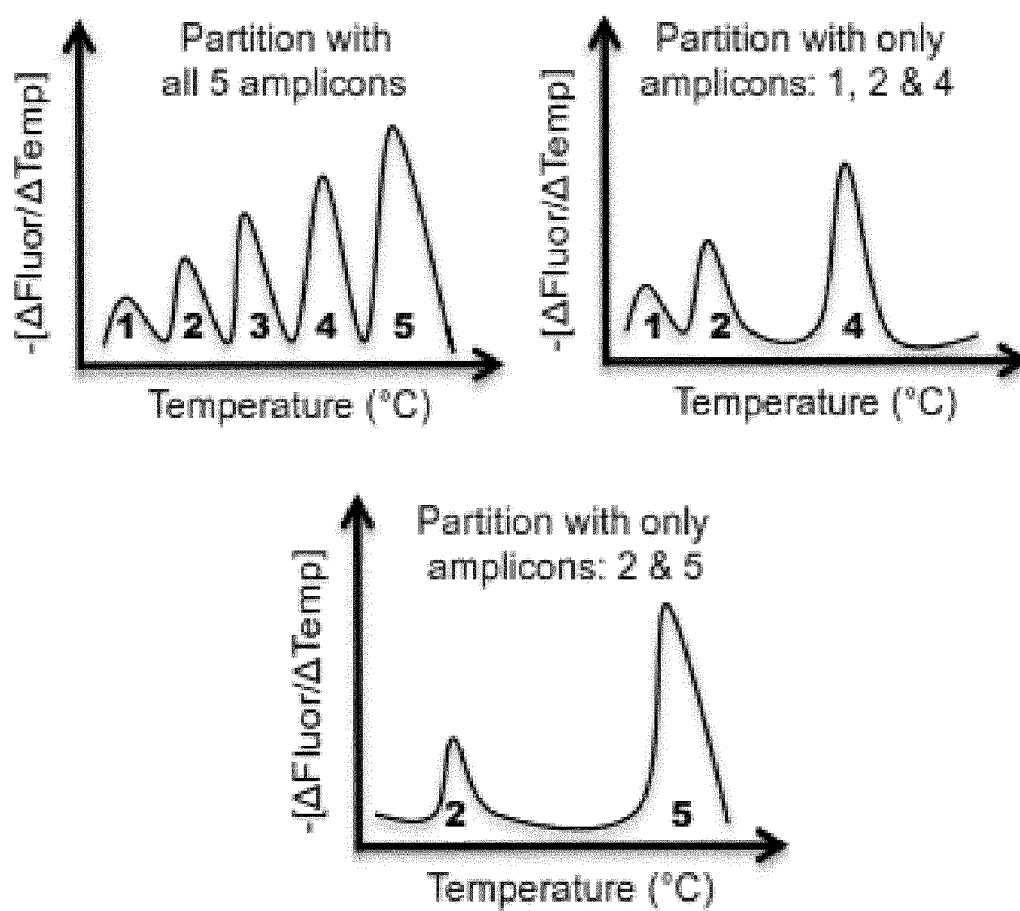 Partition with
all 5 amplicons
-[ΔFluor/ΔTemp]
1 2 3 4 5
Temperature (°C)
Partition with only
amplicons: 1, 2 & 4
-[ΔFluor/ΔTemp]
1 2 4
Temperature (°C)
Partition with only
amplicons: 2 & 5
-[ΔFluor/ΔTemp]
2 5
Temperature (°C)